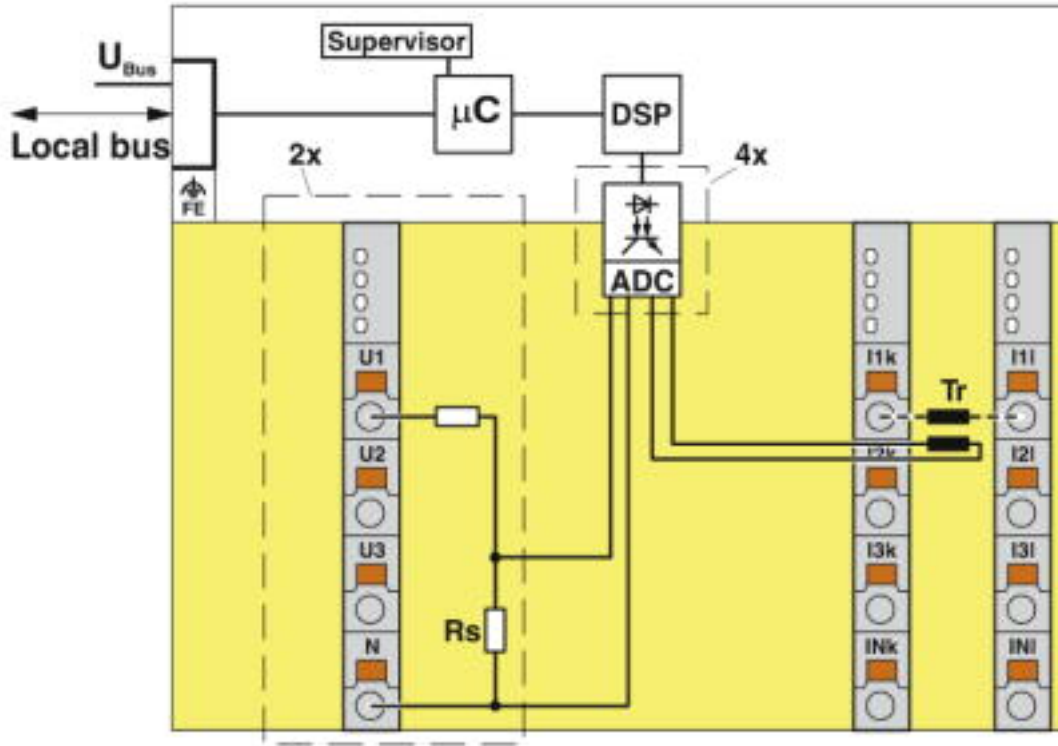 Supervisor
U Bus
µC
DSP
Local bus
2x
4x
FE
ADC
U1
I1k
I1l
Tr
U2
I2k
I2l
U3
I3k
I3l
Rs
N
INk
INl